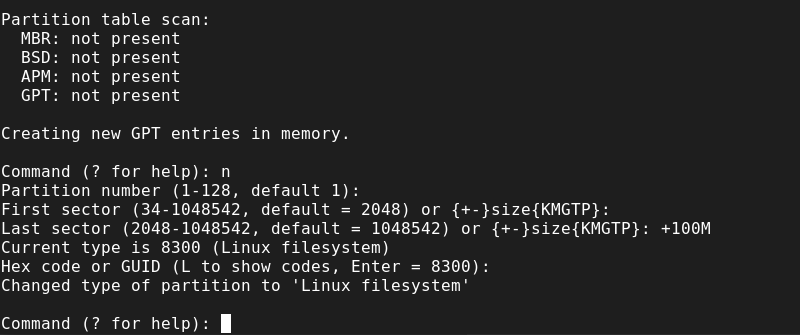 Partition table scan:
  MBR: not present
  BSD: not present
  APM: not present
  GPT: not present

Creating new GPT entries in memory.

Command (? for help): n
Partition number (1-128, default 1):
First sector (34-1048542, default = 2048) or {+-}size{KMGTP}:
Last sector (2048-1048542, default = 1048542) or {+-}size{KMGTP}: +100M
Current type is 8300 (Linux filesystem)
Hex code or GUID (L to show codes, Enter = 8300):
Changed type of partition to 'Linux filesystem'

Command (? for help):